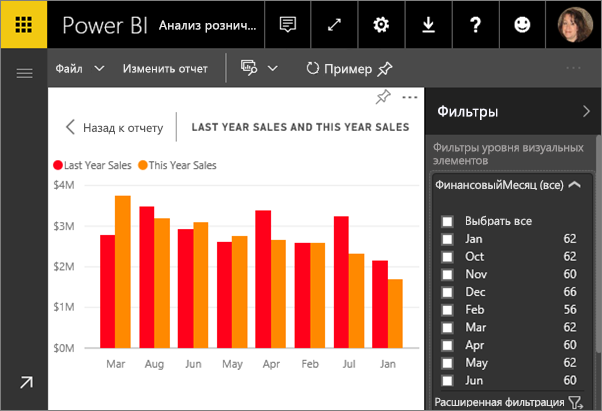 Power BI Анализ рознич...
Файл Изменить отчет Пример
Назад к отчету LAST YEAR SALES AND THIS YEAR SALES
Last Year Sales This Year Sales
$4M
$3M
$2M
$1M
$0M
Mar Aug Jun May Apr Feb Jul Jan
Фильтры
Фильтры уровня визуальных
элементов
ФинансовыйМесяц (все)
Выбрать все
Jan 62
Oct 62
Nov 60
Dec 66
Feb 56
Mar 62
Apr 60
May 62
Jun 60
Расширенная фильтрация